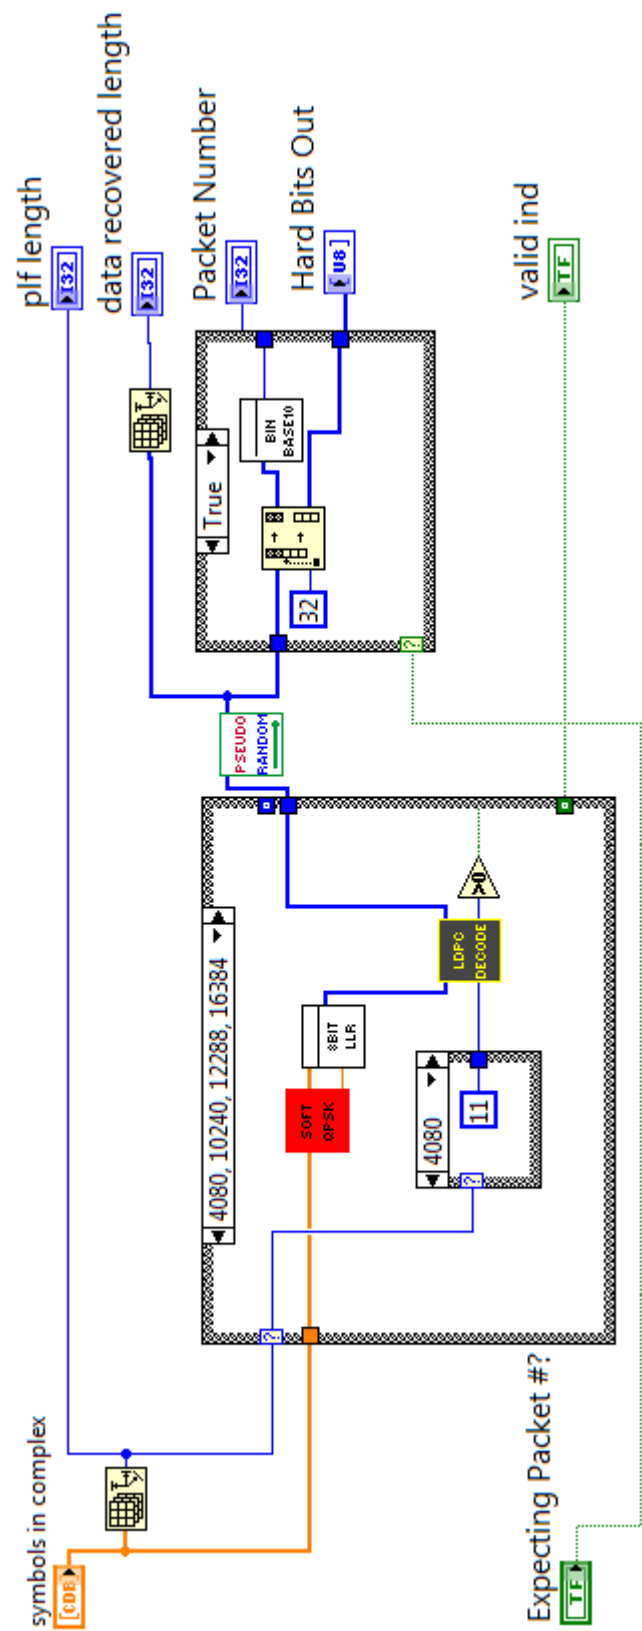 symbols in complex
[CDB]
plf length
I32
data recovered length
I32
Packet Number
I32
Hard Bits Out
[U8]
valid ind
TF
Expecting Packet #?
TF
4080, 10240, 12288, 16384
?
SOFT
QPSK
8BIT
LLR
4080
?
11
LDPC
DECODE
>0
PSEUDO
RANDOM
True
?
32
BIN
BASE10